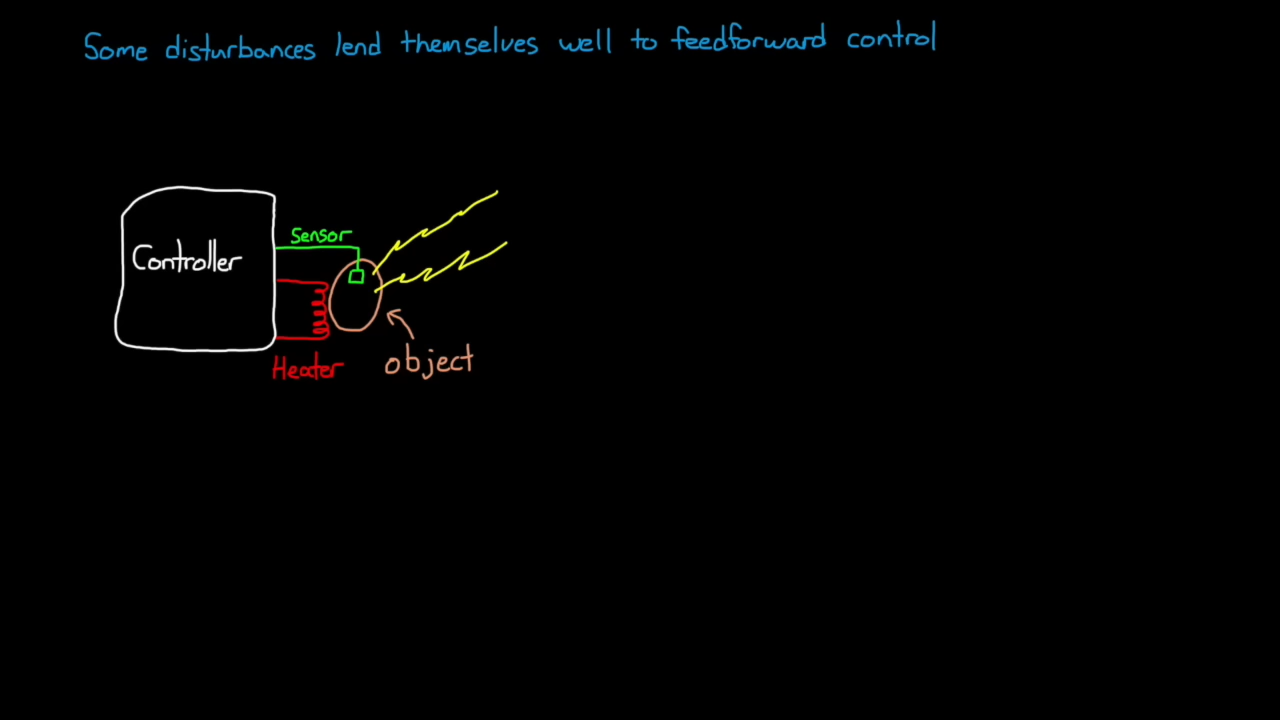 Some disturbances lend themselves well to feedforward control
Sensor
Controller
Heater
object